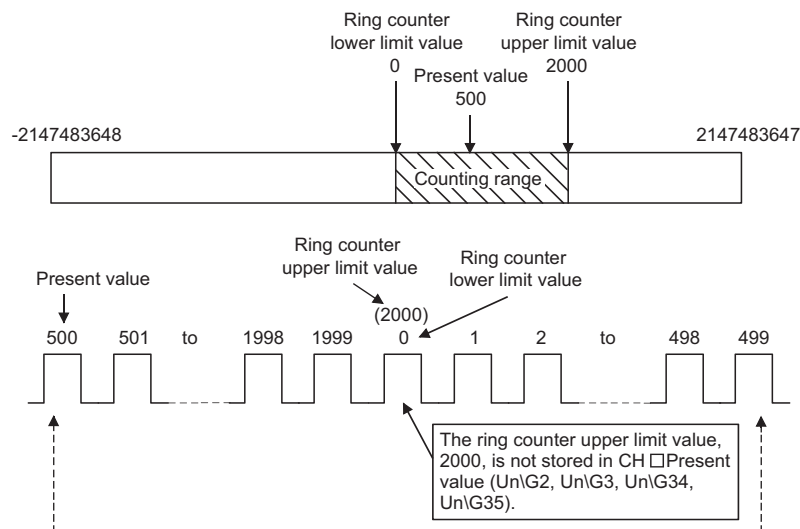 Ring counter
lower limit value
0
Ring counter
upper limit value
2000
Present value
500
-2147483648
2147483647
Counting range
Ring counter
upper limit value
Ring counter
lower limit value
Present value
(2000)
500 501 to 1998 1999 0 1 2 to 498 499
The ring counter upper limit value,
2000, is not stored in CH □Present
value (Un\G2, Un\G3, Un\G34,
Un\G35).